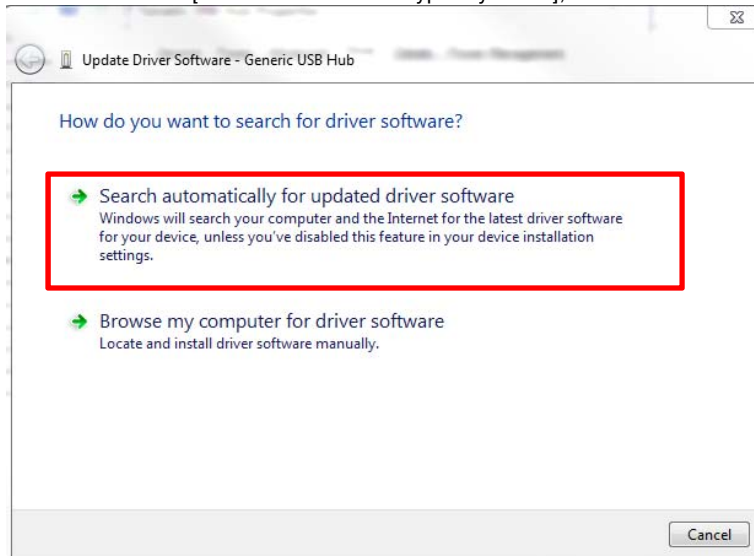 Update Driver Software - Generic USB Hub
How do you want to search for driver software?
Search automatically for updated driver software
Windows will search your computer and the Internet for the latest driver software
for your device, unless you've disabled this feature in your device installation
settings.
Browse my computer for driver software
Locate and install driver software manually.
Cancel